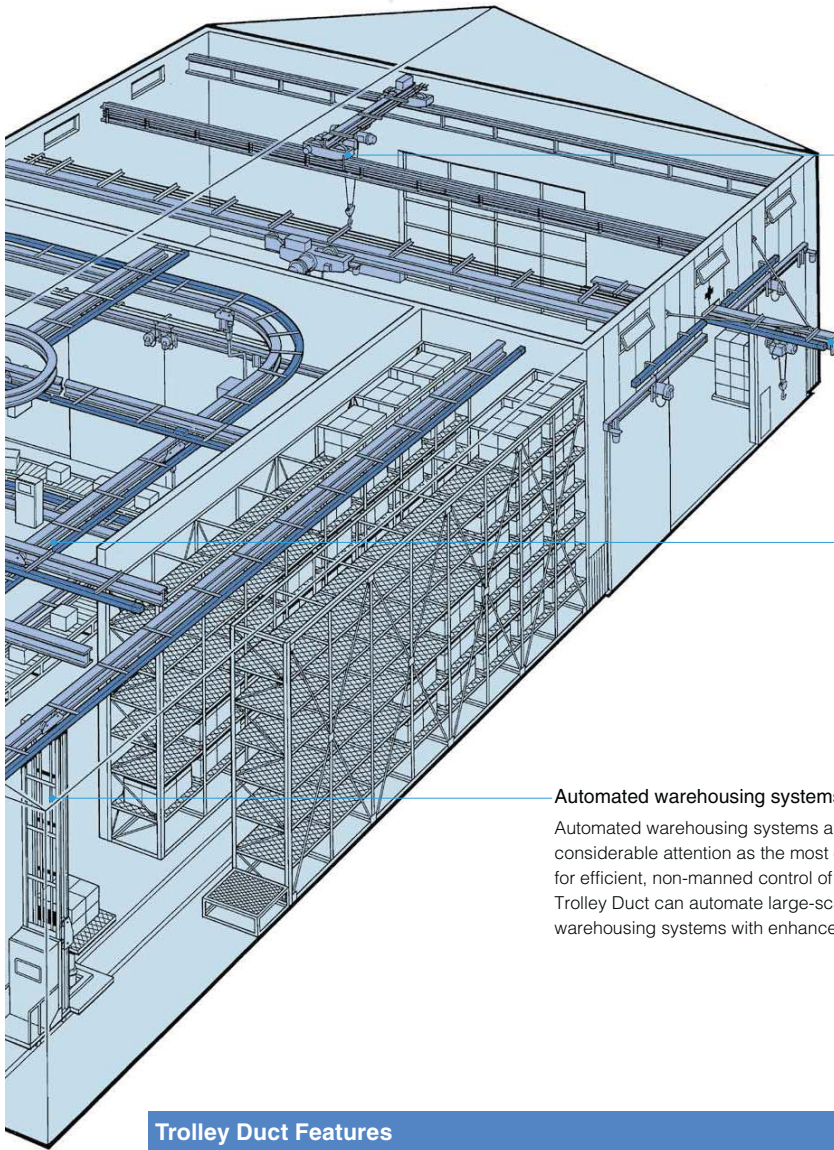 Automated warehousing systems
Automated warehousing systems a
considerable attention as the most
for efficient, non-manned control of
Trolley Duct can automate large-sc
warehousing systems with enhance
Trolley Duct Features